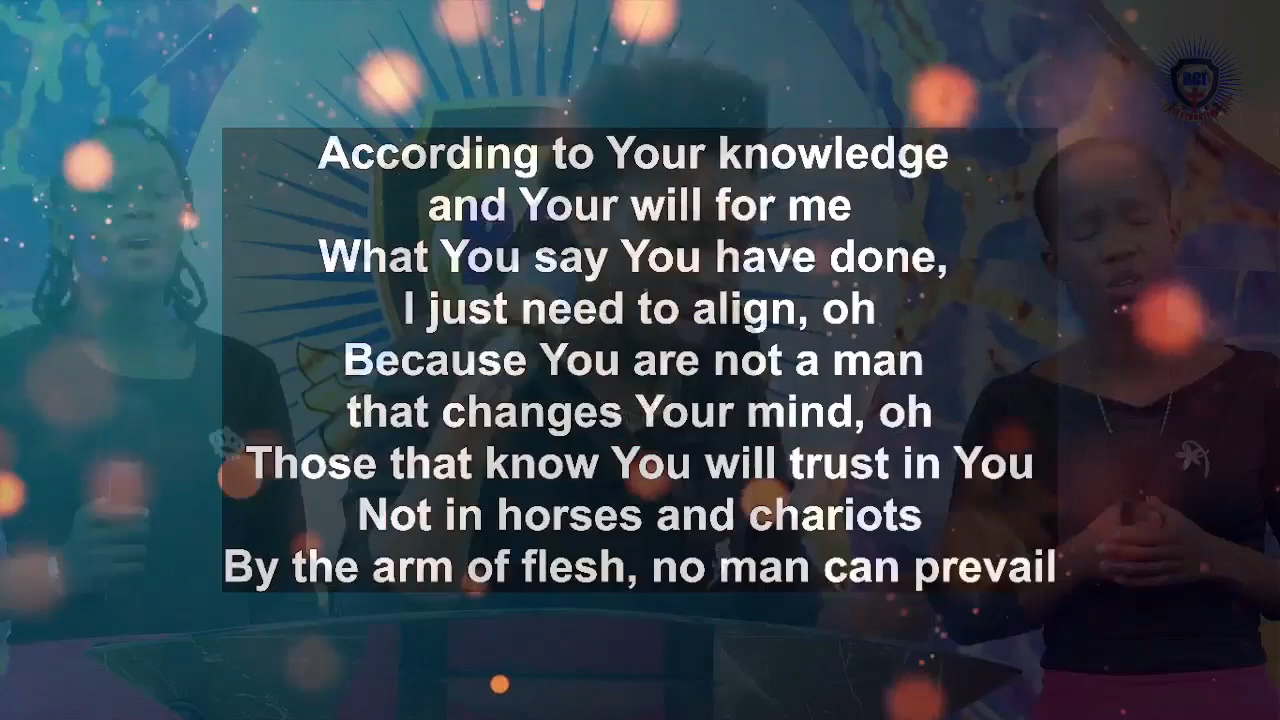 According to Your knowledge
and Your will for me
What You say You have done,
I just need to align, oh
Because You are not a man
that changes Your mind, oh
Those that know You will trust in You
Not in horses and chariots
By the arm of flesh, no man can prevail